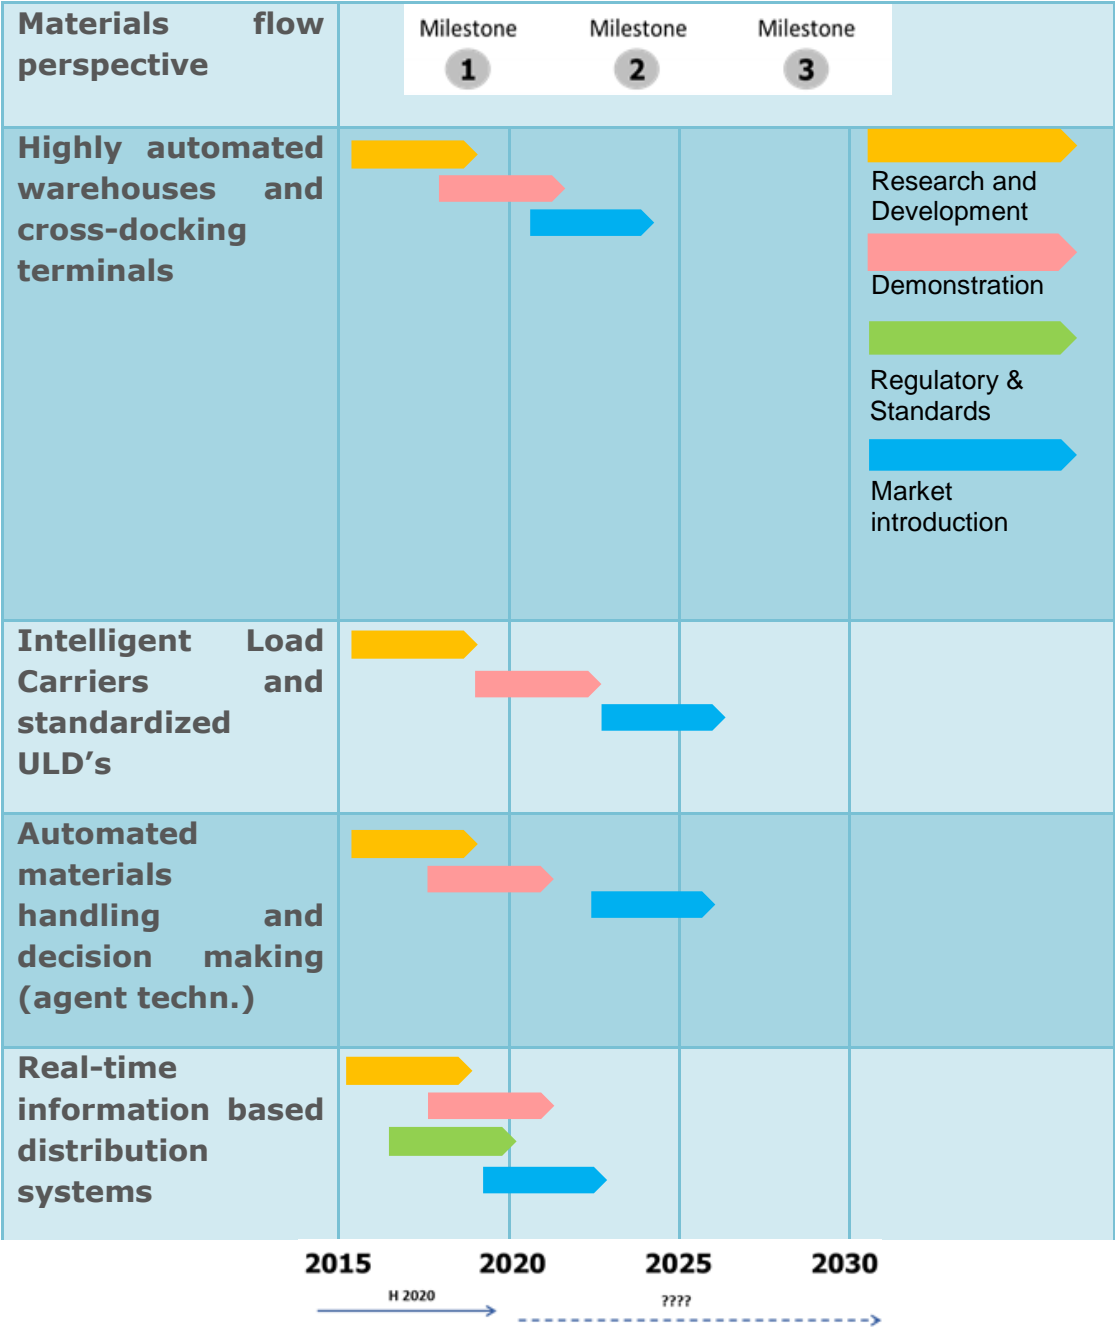 Materials flow
perspective
Milestone Milestone Milestone
1 2 3
Highly automated
warehouses and
cross-docking
terminals
Research and
Development
Demonstration
Regulatory &
Standards
Market
introduction
Intelligent Load
Carriers and
standardized
ULD’s
Automated
materials
handling and
decision making
(agent techn.)
Real-time
information based
distribution
systems
2015 2020 2025 2030
H 2020 ????